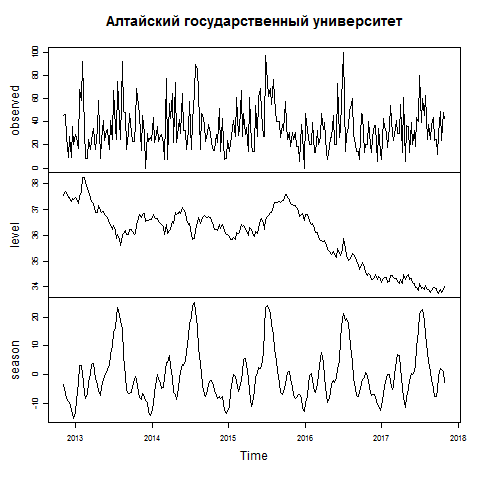 Алтайский государственный университет
observed
0 20 40 60 80 100
level
34 35 36 37 38
season
-10 0 10 20
2013 2014 2015 2016 2017 2018
Time